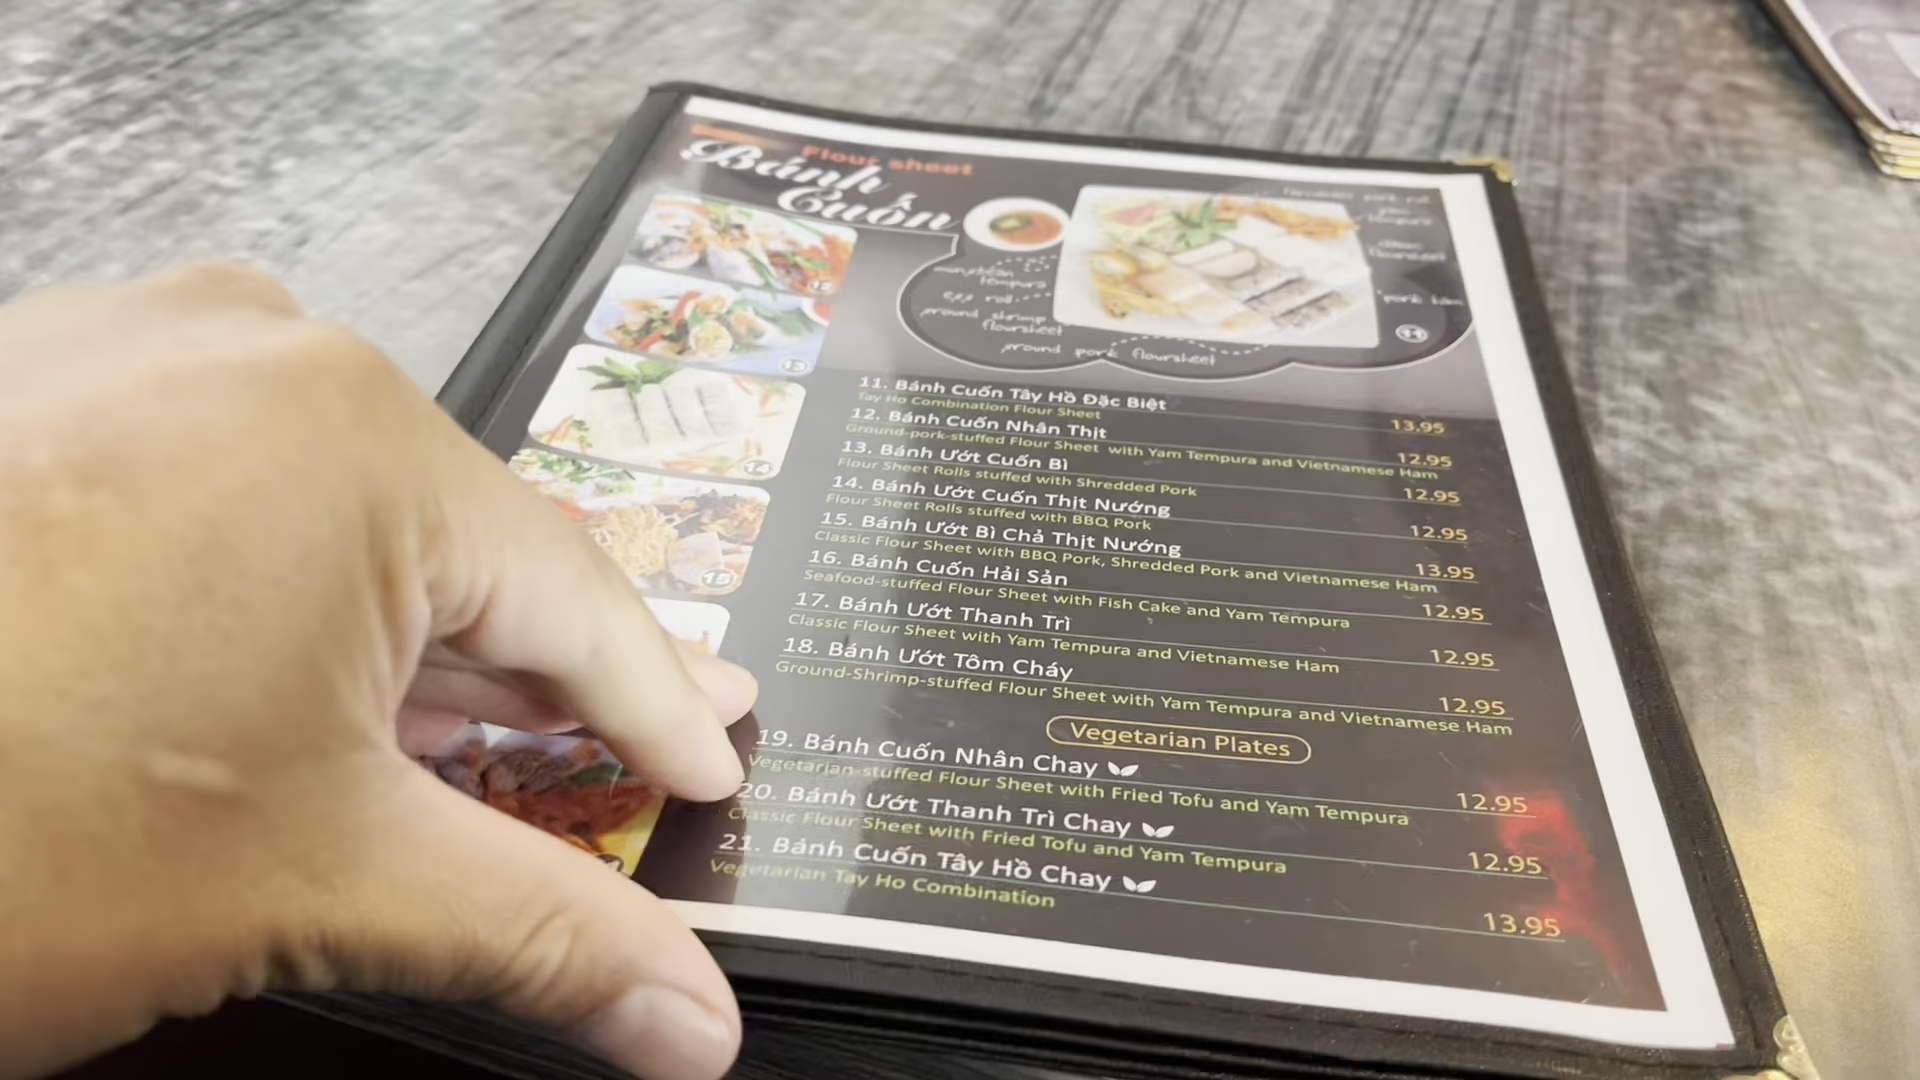 Flour sheet
Bánh
Cuốn
mungbean
tempura
egg roll
ground shrimp
floursheet
ground pork floursheet
floursheet
pork ham
11
12
13
14
15
11. Bánh Cuốn Tây Hồ Đặc Biệt 13.95
Tay Ho Combination Flour Sheet
12. Bánh Cuốn Nhân Thịt 12.95
Ground-pork-stuffed Flour Sheet with Yam Tempura and Vietnamese Ham
13. Bánh Ướt Cuốn Bì 12.95
Flour Sheet Rolls stuffed with Shredded Pork
14. Bánh Ướt Cuốn Thịt Nướng 12.95
Flour Sheet Rolls stuffed with BBQ Pork
15. Bánh Ướt Bì Chả Thịt Nướng 13.95
Classic Flour Sheet with BBQ Pork, Shredded Pork and Vietnamese Ham
16. Bánh Cuốn Hải Sản 12.95
Seafood-stuffed Flour Sheet with Fish Cake and Yam Tempura
17. Bánh Ướt Thanh Trì 12.95
Classic Flour Sheet with Yam Tempura and Vietnamese Ham
18. Bánh Ướt Tôm Cháy 12.95
Ground-Shrimp-stuffed Flour Sheet with Yam Tempura and Vietnamese Ham
Vegetarian Plates
19. Bánh Cuốn Nhân Chay 12.95
Vegetarian-stuffed Flour Sheet with Fried Tofu and Yam Tempura
20. Bánh Ướt Thanh Trì Chay 12.95
Classic Flour Sheet with Fried Tofu and Yam Tempura
21. Bánh Cuốn Tây Hồ Chay 13.95
Vegetarian Tay Ho Combination